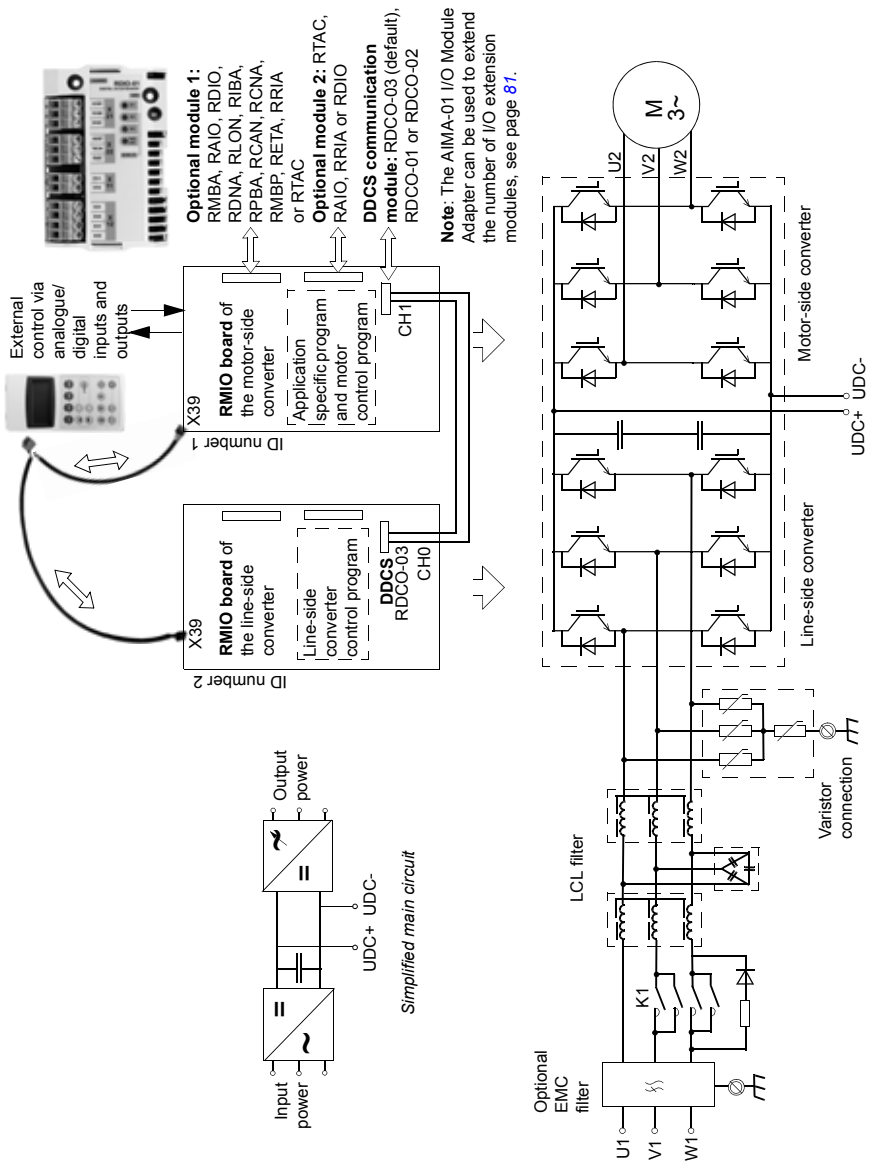 RDIO-01
External
control via
analogue/
digital
inputs and
outputs
Optional module 1:
RMBA, RAIO, RDIO,
RDNA, RLON, RIBA,
RPBA, RCAN, RCNA,
RMBP, RETA, RRIA
or RTAC
Optional module 2: RTAC,
RAIO, RRIA or RDIO
DDCS communication
module: RDCO-03 (default),
RDCO-01 or RDCO-02
Note: The AIMA-01 I/O Module
Adapter can be used to extend
the number of I/O extension
modules, see page 81.
X39
ID number 2
RMIO board of
the line-side
converter
Line-side
converter
control program
DDCS
RDCO-03
CH0
X39
ID number 1
RMIO board of
the motor-side
converter
Application
specific program
and motor
control program
CH1
Input
power
~
=
=
~
Output
power
UDC+ UDC-
Simplified main circuit
Optional
EMC
filter
U1
V1
W1
K1
LCL filter
Varistor
connection
Line-side converter
UDC+ UDC-
Motor-side converter
U2
V2
W2
M
3~